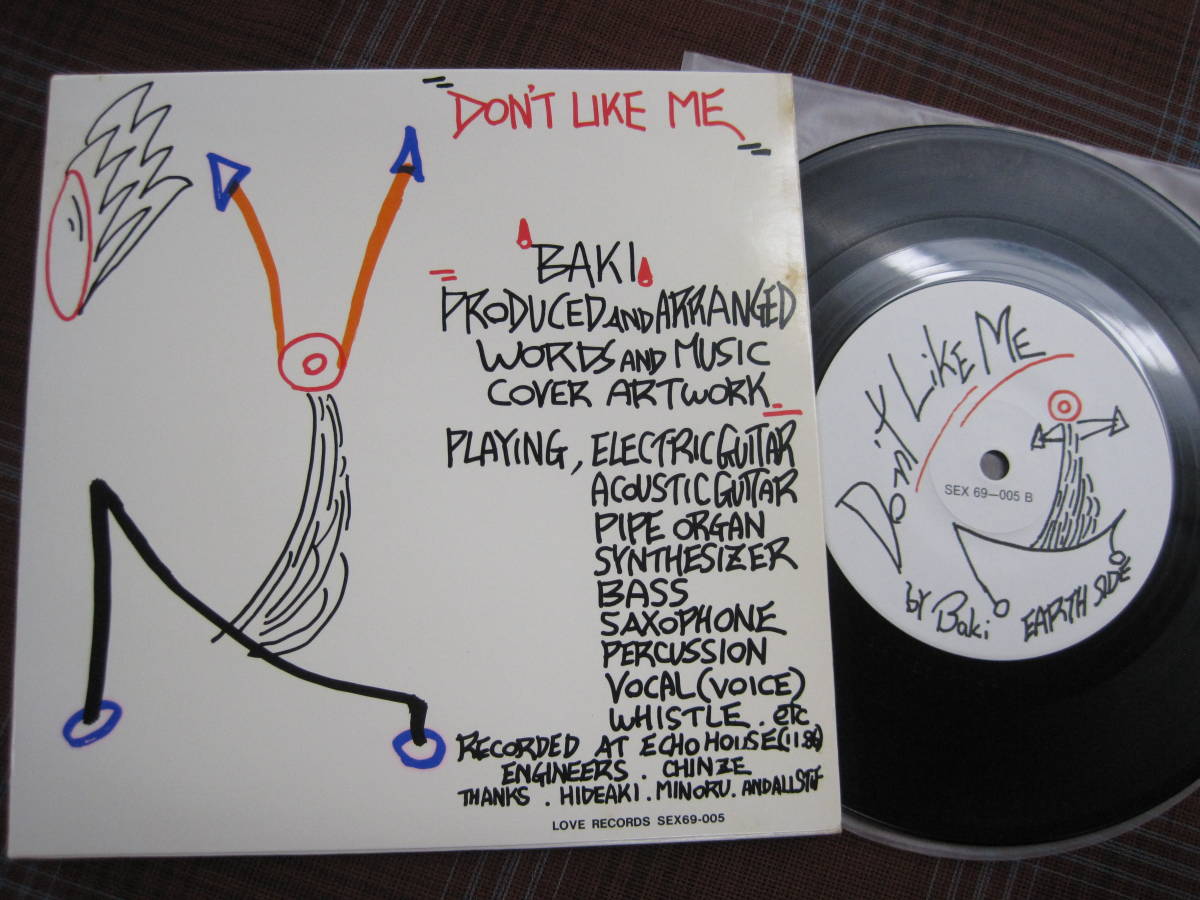 "DON'T LIKE ME"
BAKI
PRODUCED AND ARRANGED
WORDS AND MUSIC
COVER ARTWORK
PLAYING, ELECTRIC GUITAR
ACOUSTIC GUITAR
PIPE ORGAN
SYNTHESIZER
BASS
SAXOPHONE
PERCUSSION
VOCAL (VOICE)
WHISTLE. etc
RECORDED AT ECHO HOUSE
ENGINEERS. CHINZE
THANKS. HIDEAKI. MINORU. AND ALL
LOVE RECORDS SEX69-005
Don't Like Me
SEX 69—005 B
by Baki
EARTH SIDE